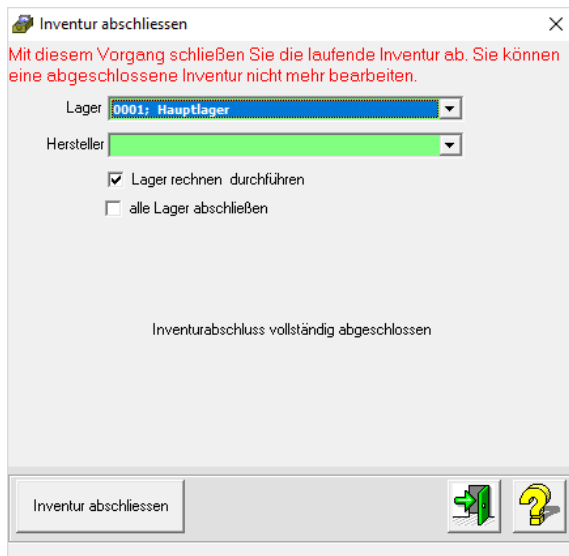 Inventur abschliessen
Mit diesem Vorgang schließen Sie die laufende Inventur ab. Sie können
eine abgeschlossene Inventur nicht mehr bearbeiten.
Lager 0001; Hauptlager
Hersteller
Lager rechnen durchführen
alle Lager abschließen
Inventurabschluss vollständig abgeschlossen
Inventur abschliessen